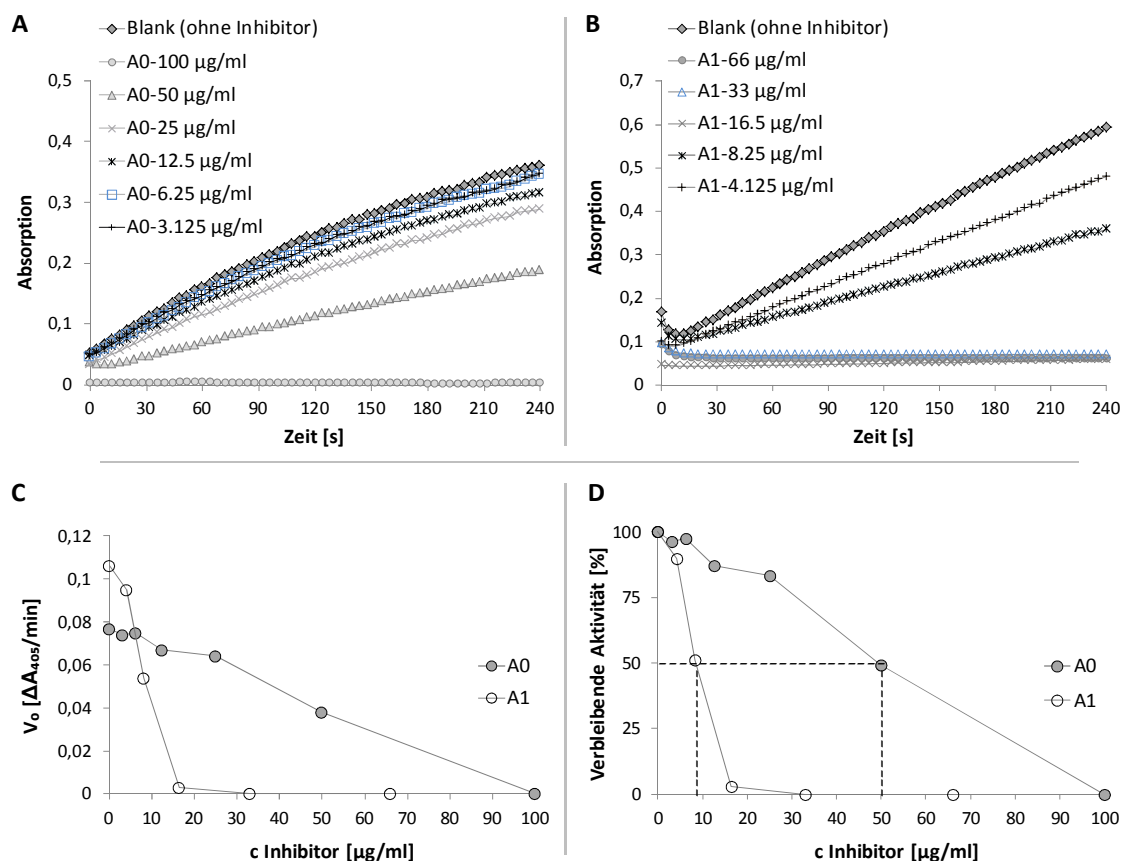 A
Blank (ohne Inhibitor)
A0-100 µg/ml
A0-50 µg/ml
A0-25 µg/ml
A0-12.5 µg/ml
A0-6.25 µg/ml
A0-3.125 µg/ml
Absorption
0,5
0,4
0,3
0,2
0,1
0
0 30 60 90 120 150 180 210 240
Zeit [s]
B
Blank (ohne Inhibitor)
A1-66 µg/ml
A1-33 µg/ml
A1-16.5 µg/ml
A1-8.25 µg/ml
A1-4.125 µg/ml
Absorption
0,7
0,6
0,5
0,4
0,3
0,2
0,1
0
0 30 60 90 120 150 180 210 240
Zeit [s]
C
V₀ [ΔA₄₀₅/min]
0,12
0,1
0,08
0,06
0,04
0,02
0
0 10 20 30 40 50 60 70 80 90 100
c Inhibitor [µg/ml]
A0
A1
D
Verbleibende Aktivität [%]
100
75
50
25
0
0 10 20 30 40 50 60 70 80 90 100
c Inhibitor [µg/ml]
A0
A1